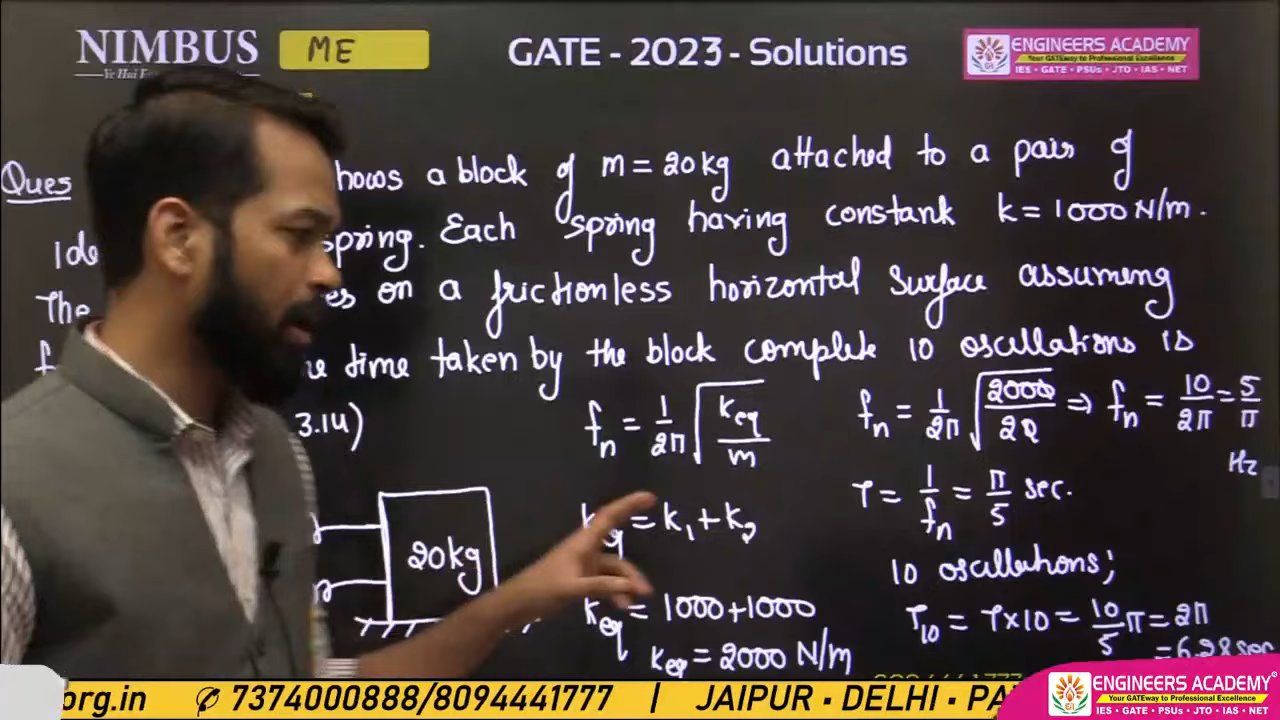 NIMBUS
ME
GATE - 2023 - Solutions
ENGINEERS ACADEMY
Your GATEway to Professional Excellence
IES • GATE • PSUs • JTO • IAS • NET
Ques hows a block of m = 20kg attached to a pair of
spring. Each spring having constank k = 1000 N/m.
The on a frictionless horizontal surface assuming
time taken by the block complete 10 oscillations is
3.14)
fn = 1/2π √(keq/m)
fn = 1/2π √(2000/20) ⇒ fn = 10/2π = 5/π
Hz
T = 1/fn = π/5 sec.
keq = k1 + k2
20kg
10 oscillations;
keq = 1000 + 1000
T10 = T×10 = 10/5 π = 2π
keq = 2000 N/m
= 6.28 sec
org.in 7374000888/8094441777 | JAIPUR - DELHI -
ENGINEERS ACADEMY
Your GATEway to Professional Excellence
IES • GATE • PSUs • JTO • IAS • NET